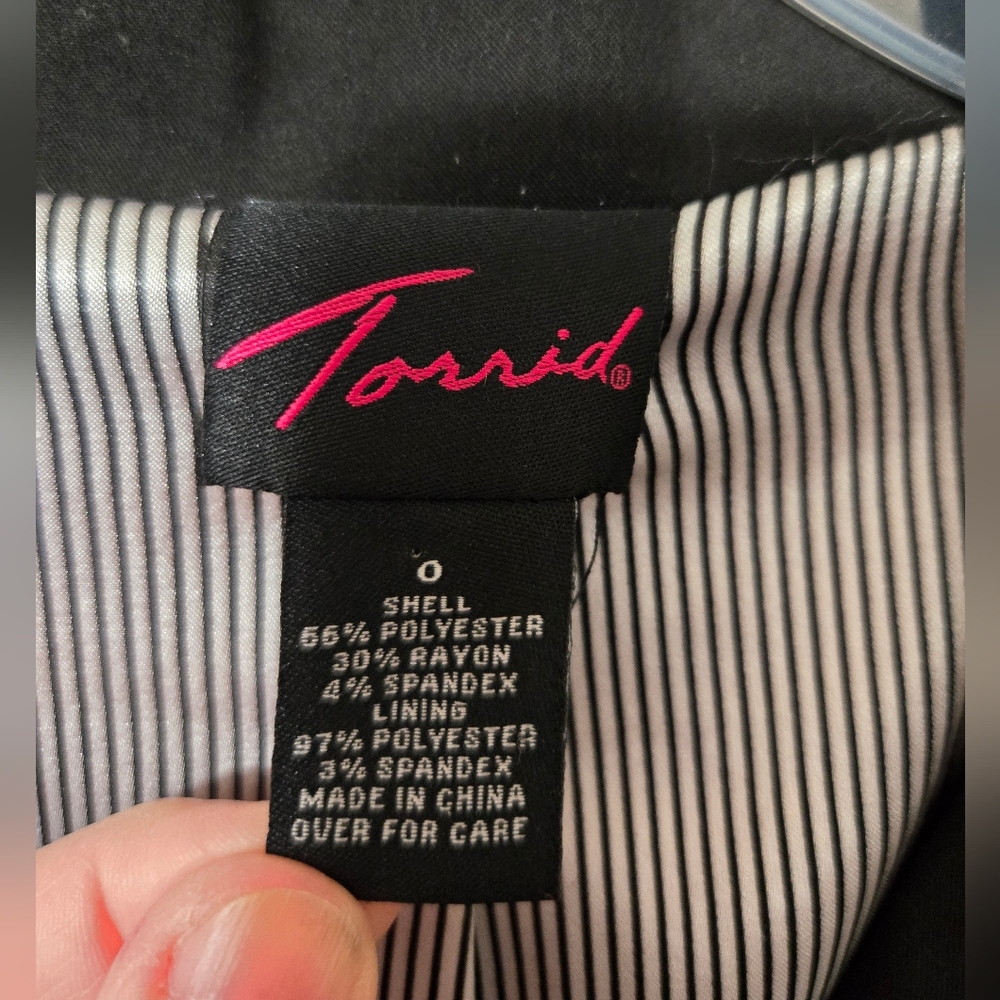 Torrid®
0
SHELL
66% POLYESTER
30% RAYON
4% SPANDEX
LINING
97% POLYESTER
3% SPANDEX
MADE IN CHINA
OVER FOR CARE